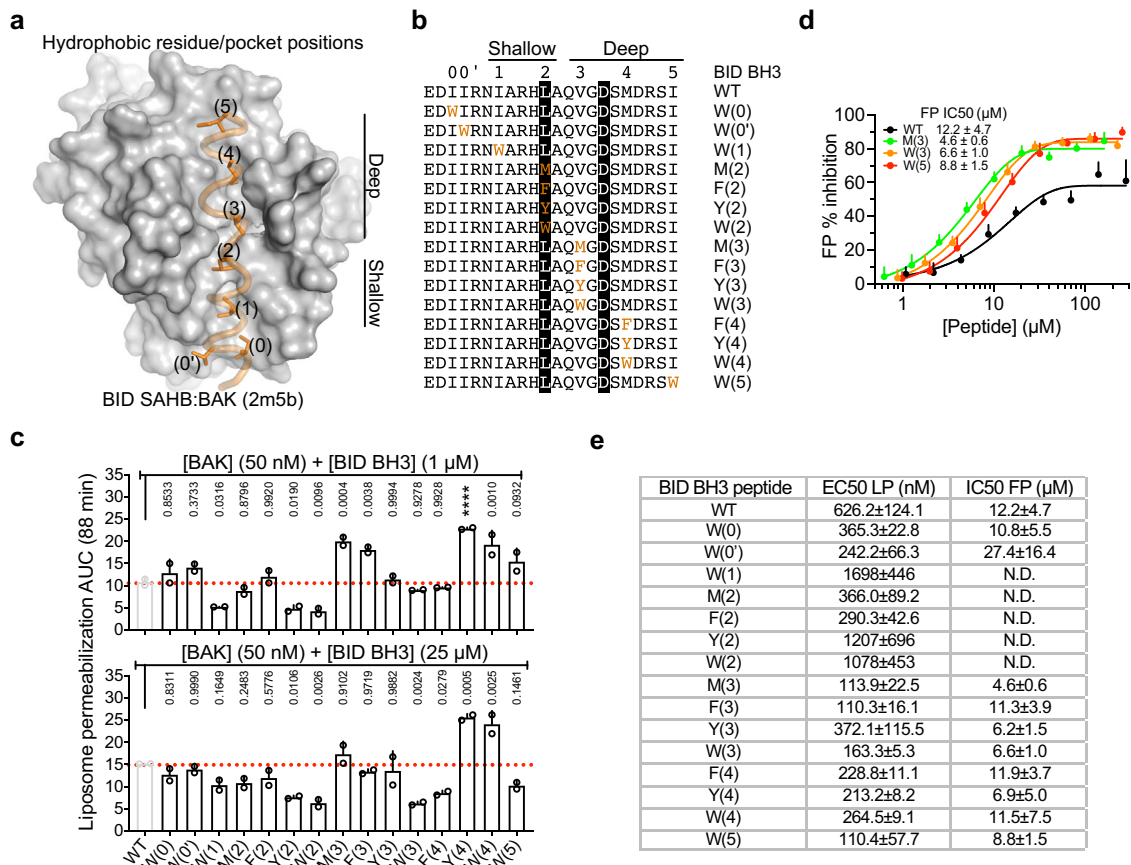 a
Hydrophobic residue/pocket positions
(5)
(4)
(3)
(2)
(1)
(0)
(0')
Deep
Shallow
BID SAHB:BAK (2m5b)
b
Shallow Deep
00' 1 2 3 4 5 BID BH3
EDIIRNIARHLAQVGDSMDRSI WT
EDWIRNIARHLAQVGDSMDRSI W(0)
EDIWRNIARHLAQVGDSMDRSI W(0')
EDIIRNWARHLAQVGDSMDRSI W(1)
EDIIRNIARHMAQVGDSMDRSI M(2)
EDIIRNIARHFAQVGDSMDRSI F(2)
EDIIRNIARHYAQVGDSMDRSI Y(2)
EDIIRNIARHWAQVGDSMDRSI W(2)
EDIIRNIARHLAQMGDSMDRSI M(3)
EDIIRNIARHLAQFGDSMDRSI F(3)
EDIIRNIARHLAQYGDSMDRSI Y(3)
EDIIRNIARHLAQWGDSMDRSI W(3)
EDIIRNIARHLAQVGDSFDRSI F(4)
EDIIRNIARHLAQVGDSYDRSI Y(4)
EDIIRNIARHLAQVGDSWDRSI W(4)
EDIIRNIARHLAQVGDSMDRSW W(5)
c
Liposome permeabilization AUC (88 min)
[BAK] (50 nM) + [BID BH3] (1 µM)
35
30
25
20
15
10
5
0
0.8533 0.3733 0.0316 0.8796 0.9920 0.0190 0.0096 0.0004 0.0038 0.9994 0.9278 0.9928 **** 0.0010 0.0932
[BAK] (50 nM) + [BID BH3] (25 µM)
35
30
25
20
15
10
5
0
0.8311 0.9990 0.1649 0.2483 0.5776 0.0106 0.0026 0.9102 0.9719 0.9882 0.0024 0.0279 0.0005 0.0025 0.1461
WT W(0) W(0') W(1) M(2) F(2) Y(2) W(2) M(3) F(3) Y(3) W(3) F(4) Y(4) W(4) W(5)
d
FP % inhibition
100
80
60
40
20
0
FP IC50 (µM)
WT 12.2 ± 4.7
M(3) 4.6 ± 0.6
W(3) 6.6 ± 1.0
W(5) 8.8 ± 1.5
1 10 100
[Peptide] (µM)
e
BID BH3 peptide EC50 LP (nM) IC50 FP (µM)
WT 626.2±124.1 12.2±4.7
W(0) 365.3±22.8 10.8±5.5
W(0') 242.2±66.3 27.4±16.4
W(1) 1698±446 N.D.
M(2) 366.0±89.2 N.D.
F(2) 290.3±42.6 N.D.
Y(2) 1207±696 N.D.
W(2) 1078±453 N.D.
M(3) 113.9±22.5 4.6±0.6
F(3) 110.3±16.1 11.3±3.9
Y(3) 372.1±115.5 6.2±1.5
W(3) 163.3±5.3 6.6±1.0
F(4) 228.8±11.1 11.9±3.7
Y(4) 213.2±8.2 6.9±5.0
W(4) 264.5±9.1 11.5±7.5
W(5) 110.4±57.7 8.8±1.5